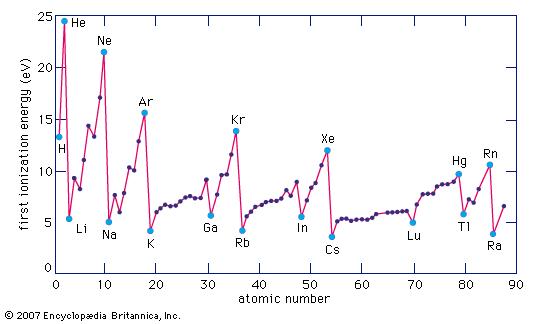 first ionization energy (eV)
25
20
15
10
5
0
He
Ne
Ar
Kr
Xe
Hg
Rn
H
Li
Na
K
Ga
Rb
In
Cs
Lu
Tl
Ra
0 10 20 30 40 50 60 70 80 90
atomic number
© 2007 Encyclopædia Britannica, Inc.